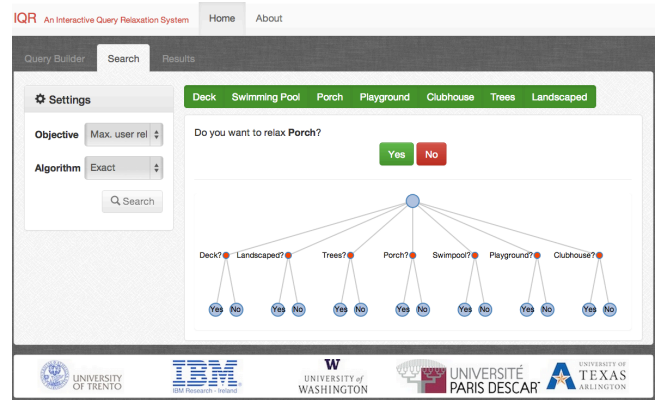 IQR An Interactive Query Relaxation System Home About
Query Builder Search Results
Settings
Objective Max. user rel
Algorithm Exact
Search
Deck Swimming Pool Porch Playground Clubhouse Trees Landscaped
Do you want to relax Porch?
Yes No
Deck? Landscaped? Trees? Porch? Swimpool? Playground? Clubhouse?
Yes No Yes No Yes No Yes No Yes No Yes No Yes No
UNIVERSITY
OF TRENTO
IBM
IBM Research - Ireland
W
UNIVERSITY of
WASHINGTON
UNIVERSITÉ
PARIS DESCAR
UNIVERSITY OF
TEXAS
ARLINGTON